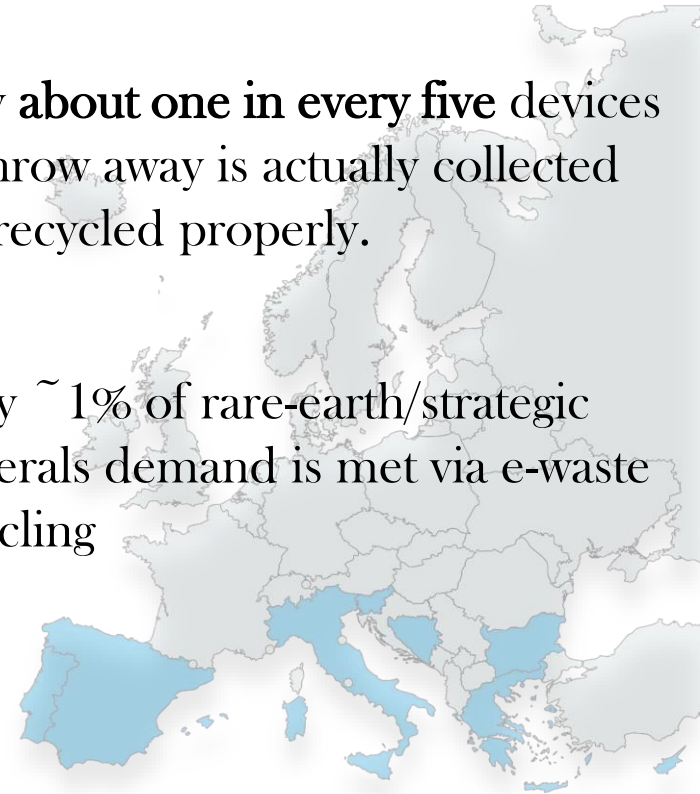 y about one in every five devices
hrow away is actually collected
recycled properly.
y ~1% of rare-earth/strategic
erals demand is met via e-waste
cling